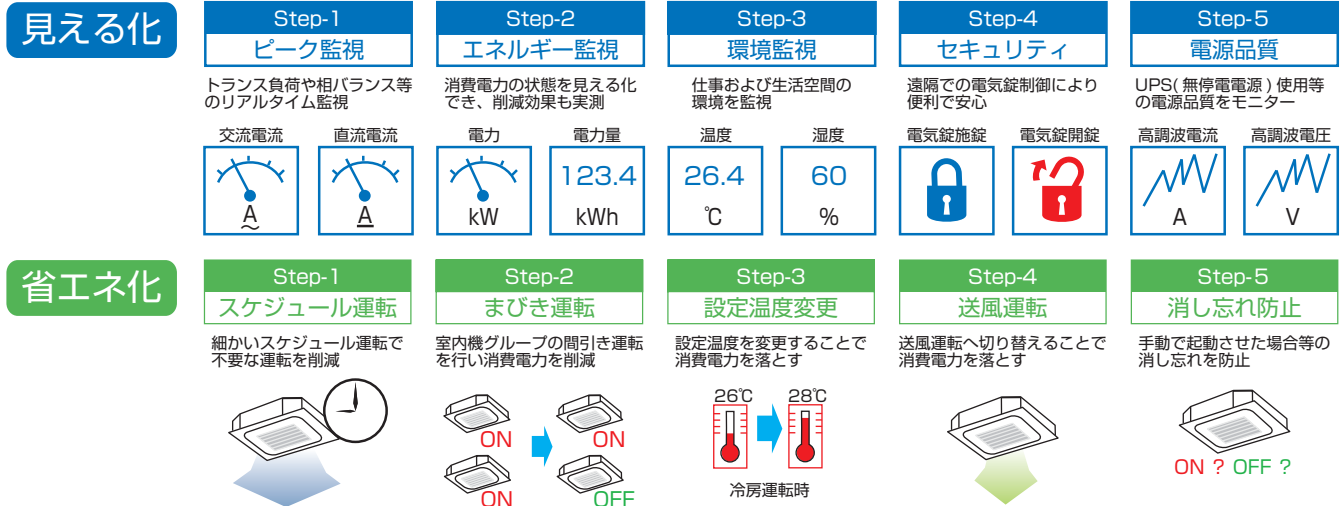 見える化
Step-1
ピーク監視
トランス負荷や相バランス等
のリアルタイム監視
交流電流
直流電流
A
A
Step-2
エネルギー監視
消費電力の状態を見える化
でき、削減効果も実測
電力
電力量
kW
123.4
kWh
Step-3
環境監視
仕事および生活空間の
環境を監視
温度
湿度
26.4
℃
60
%
Step-4
セキュリティ
遠隔での電気錠制御により
便利で安心
電気錠施錠
電気錠開錠
Step-5
電源品質
UPS(無停電電源)使用等
の電源品質をモニター
高調波電流
高調波電圧
A
V
省エネ化
Step-1
スケジュール運転
細かいスケジュール運転で
不要な運転を削減
Step-2
まびき運転
室内機グループの間引き運転
を行い消費電力を削減
ON
ON
ON
OFF
Step-3
設定温度変更
設定温度を変更することで
消費電力を落とす
26℃
28℃
冷房運転時
Step-4
送風運転
送風運転へ切り替えることで
消費電力を落とす
Step-5
消し忘れ防止
手動で起動させた場合等の
消し忘れを防止
ON ? OFF ?